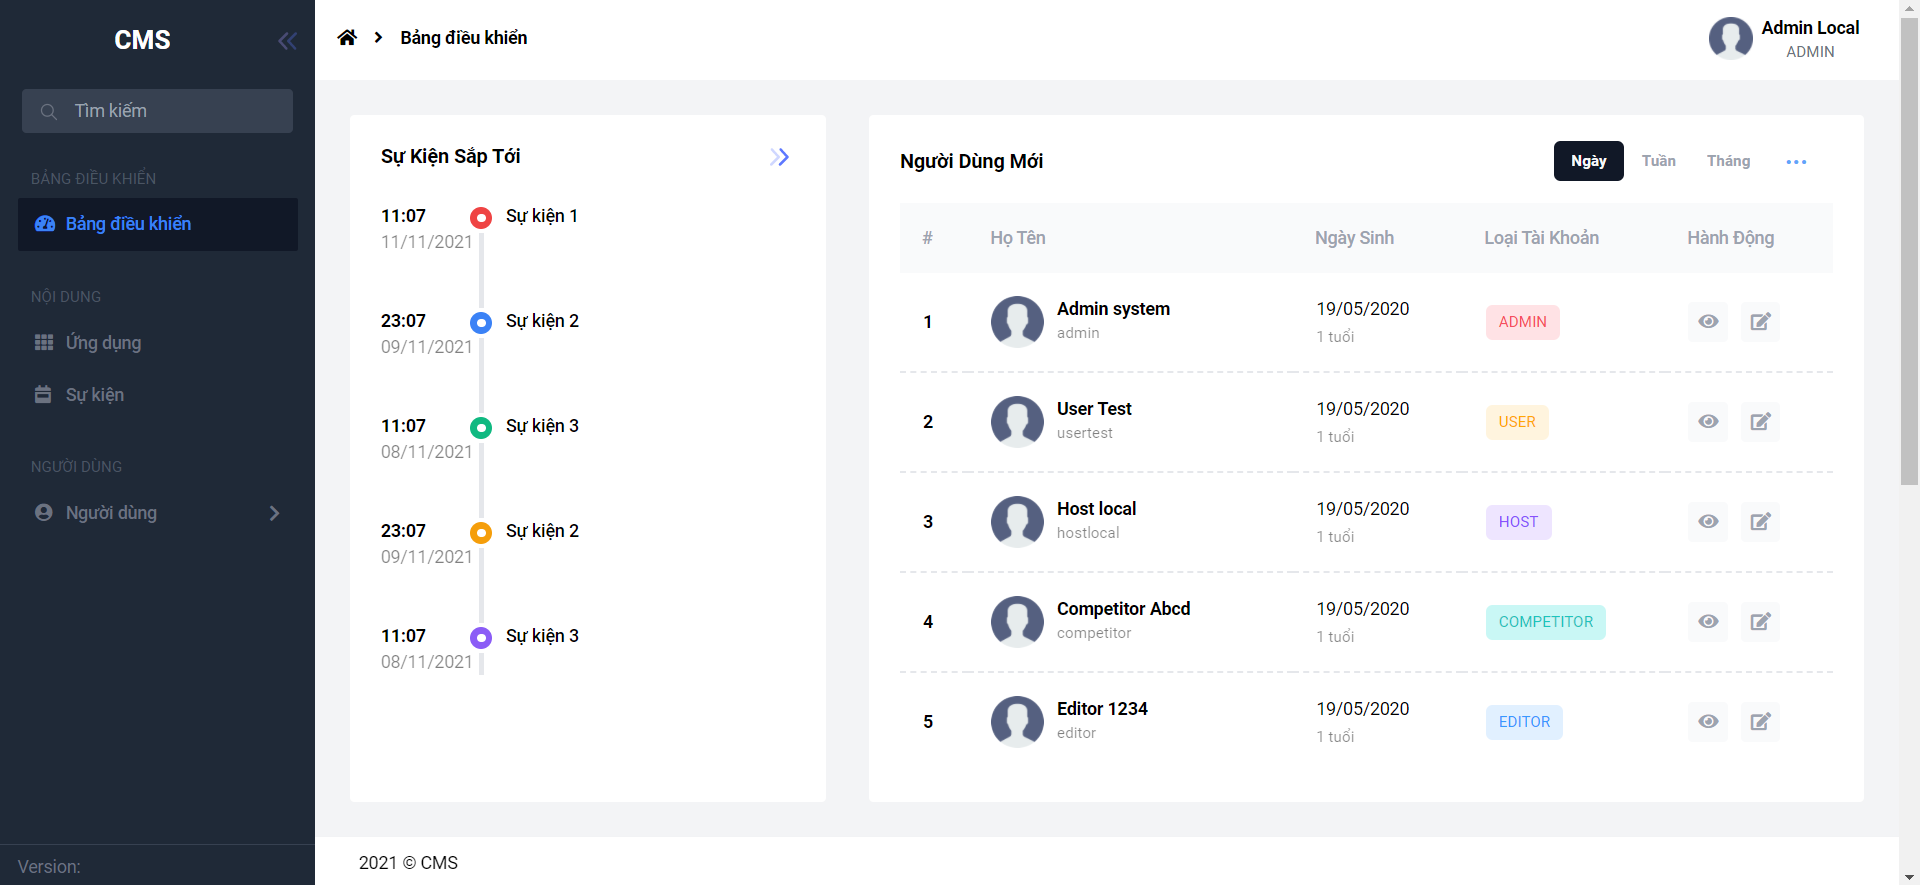 CMS
Tìm kiếm
BẢNG ĐIỀU KHIỂN
Bảng điều khiển
NỘI DUNG
Ứng dụng
Sự kiện
NGƯỜI DÙNG
Người dùng
Version:
Bảng điều khiển
Admin Local
ADMIN
Sự Kiện Sắp Tới
11:07 Sự kiện 1
11/11/2021
23:07 Sự kiện 2
09/11/2021
11:07 Sự kiện 3
08/11/2021
23:07 Sự kiện 2
09/11/2021
11:07 Sự kiện 3
08/11/2021
Người Dùng Mới
Ngày Tuần Tháng
# Họ Tên Ngày Sinh Loại Tài Khoản Hành Động
1 Admin system 19/05/2020 ADMIN
admin 1 tuổi
2 User Test 19/05/2020 USER
usertest 1 tuổi
3 Host local 19/05/2020 HOST
hostlocal 1 tuổi
4 Competitor Abcd 19/05/2020 COMPETITOR
competitor 1 tuổi
5 Editor 1234 19/05/2020 EDITOR
editor 1 tuổi
2021 © CMS